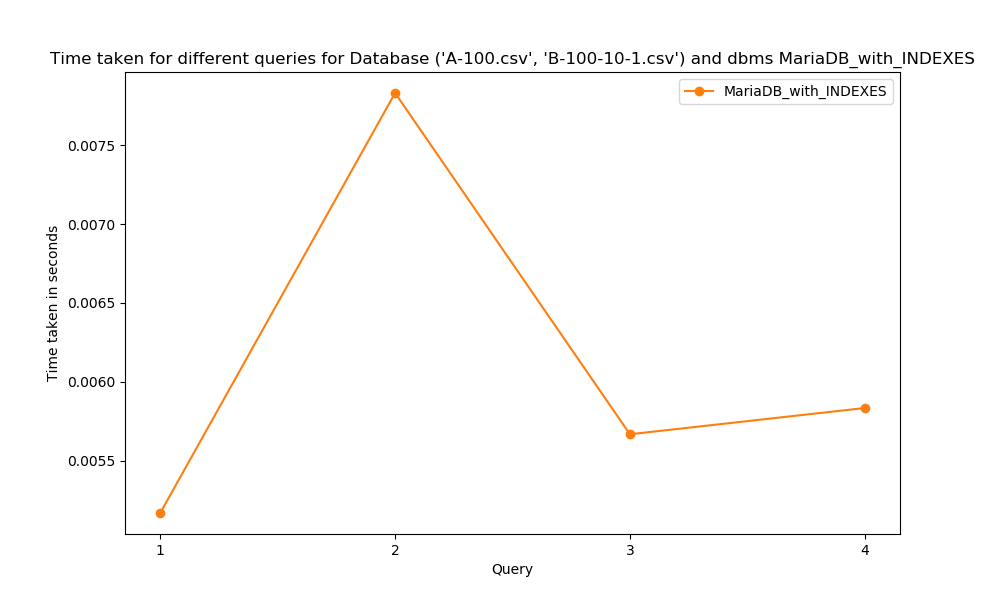 Time taken for different queries for Database ('A-100.csv', 'B-100-10-1.csv') and dbms MariaDB_with_INDEXES
MariaDB_with_INDEXES
Time taken in seconds
0.0075
0.0070
0.0065
0.0060
0.0055
1 2 3 4
Query